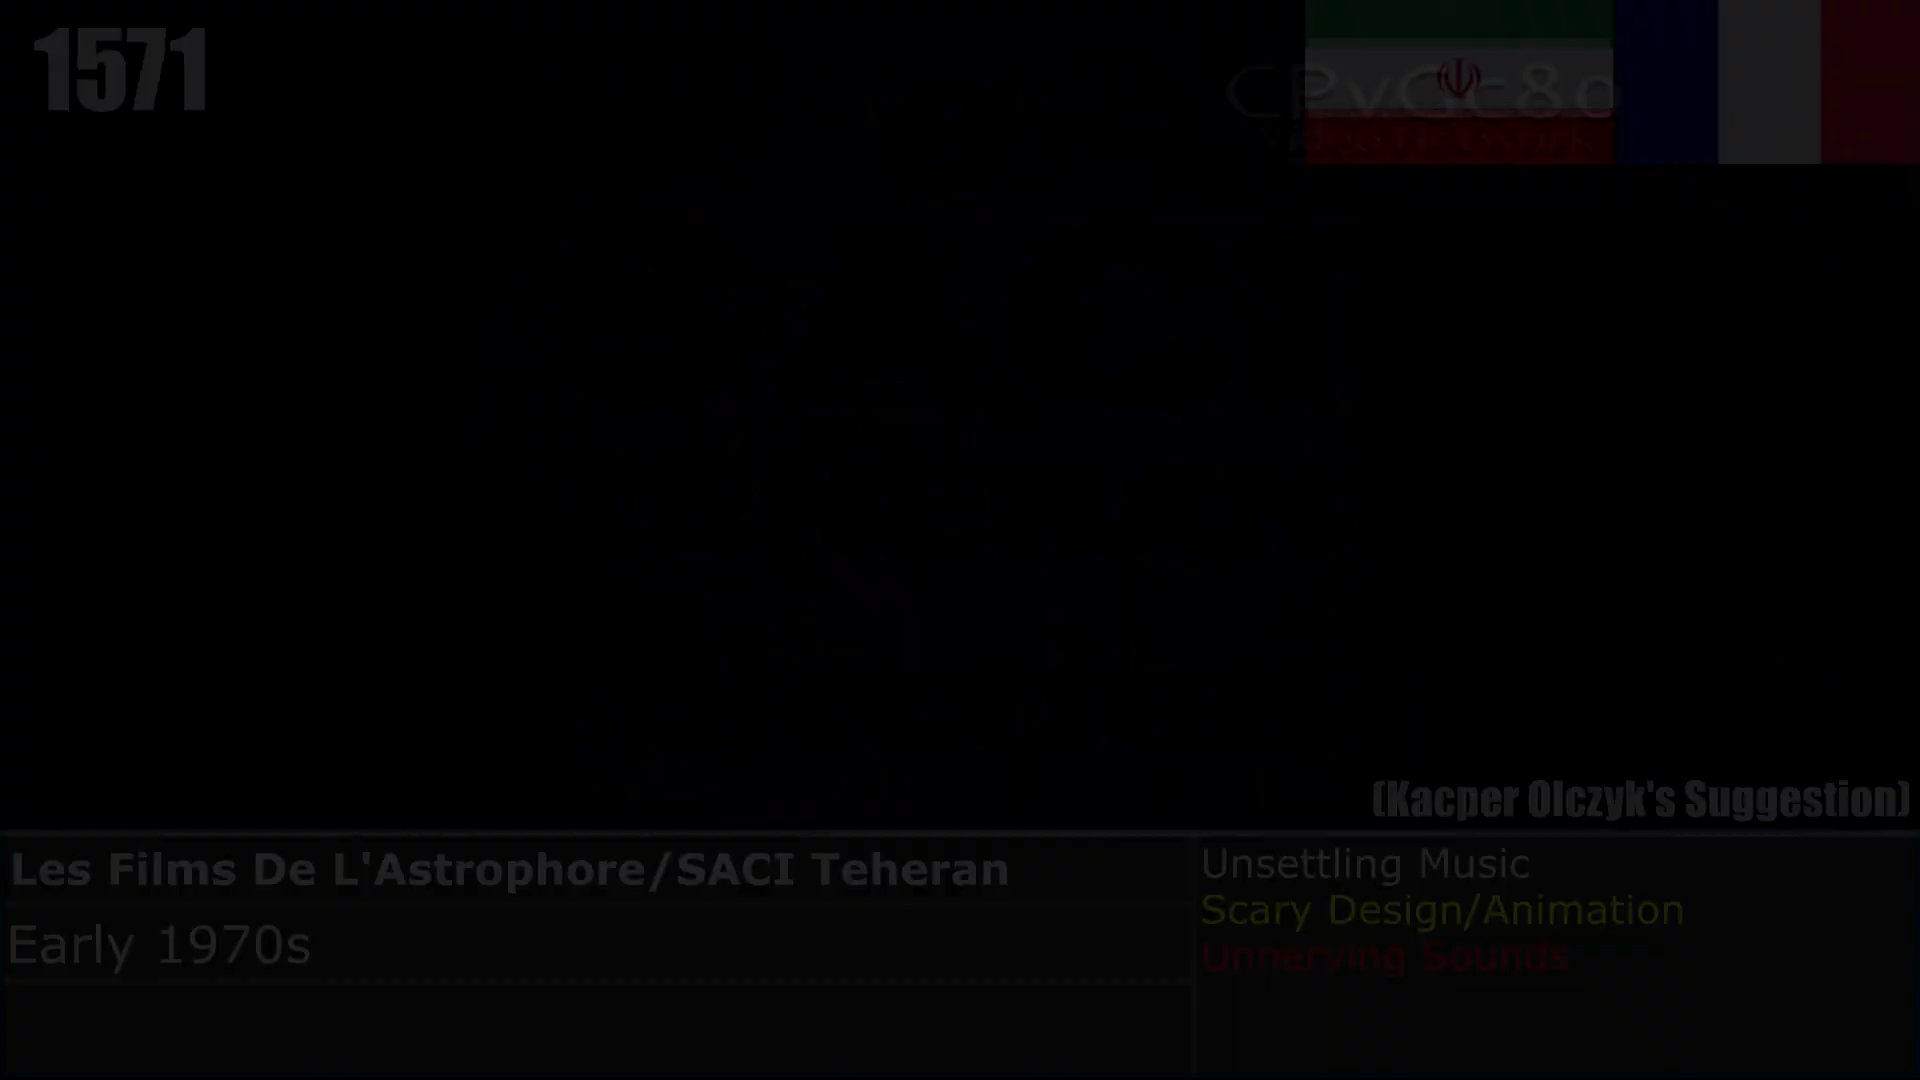 1571
(Kacper Olczyk's Suggestion)
Les Films De L'Astrophore/SACI Teheran
Early 1970s
Unsettling Music
Scary Design/Animation
Unnerving Sounds